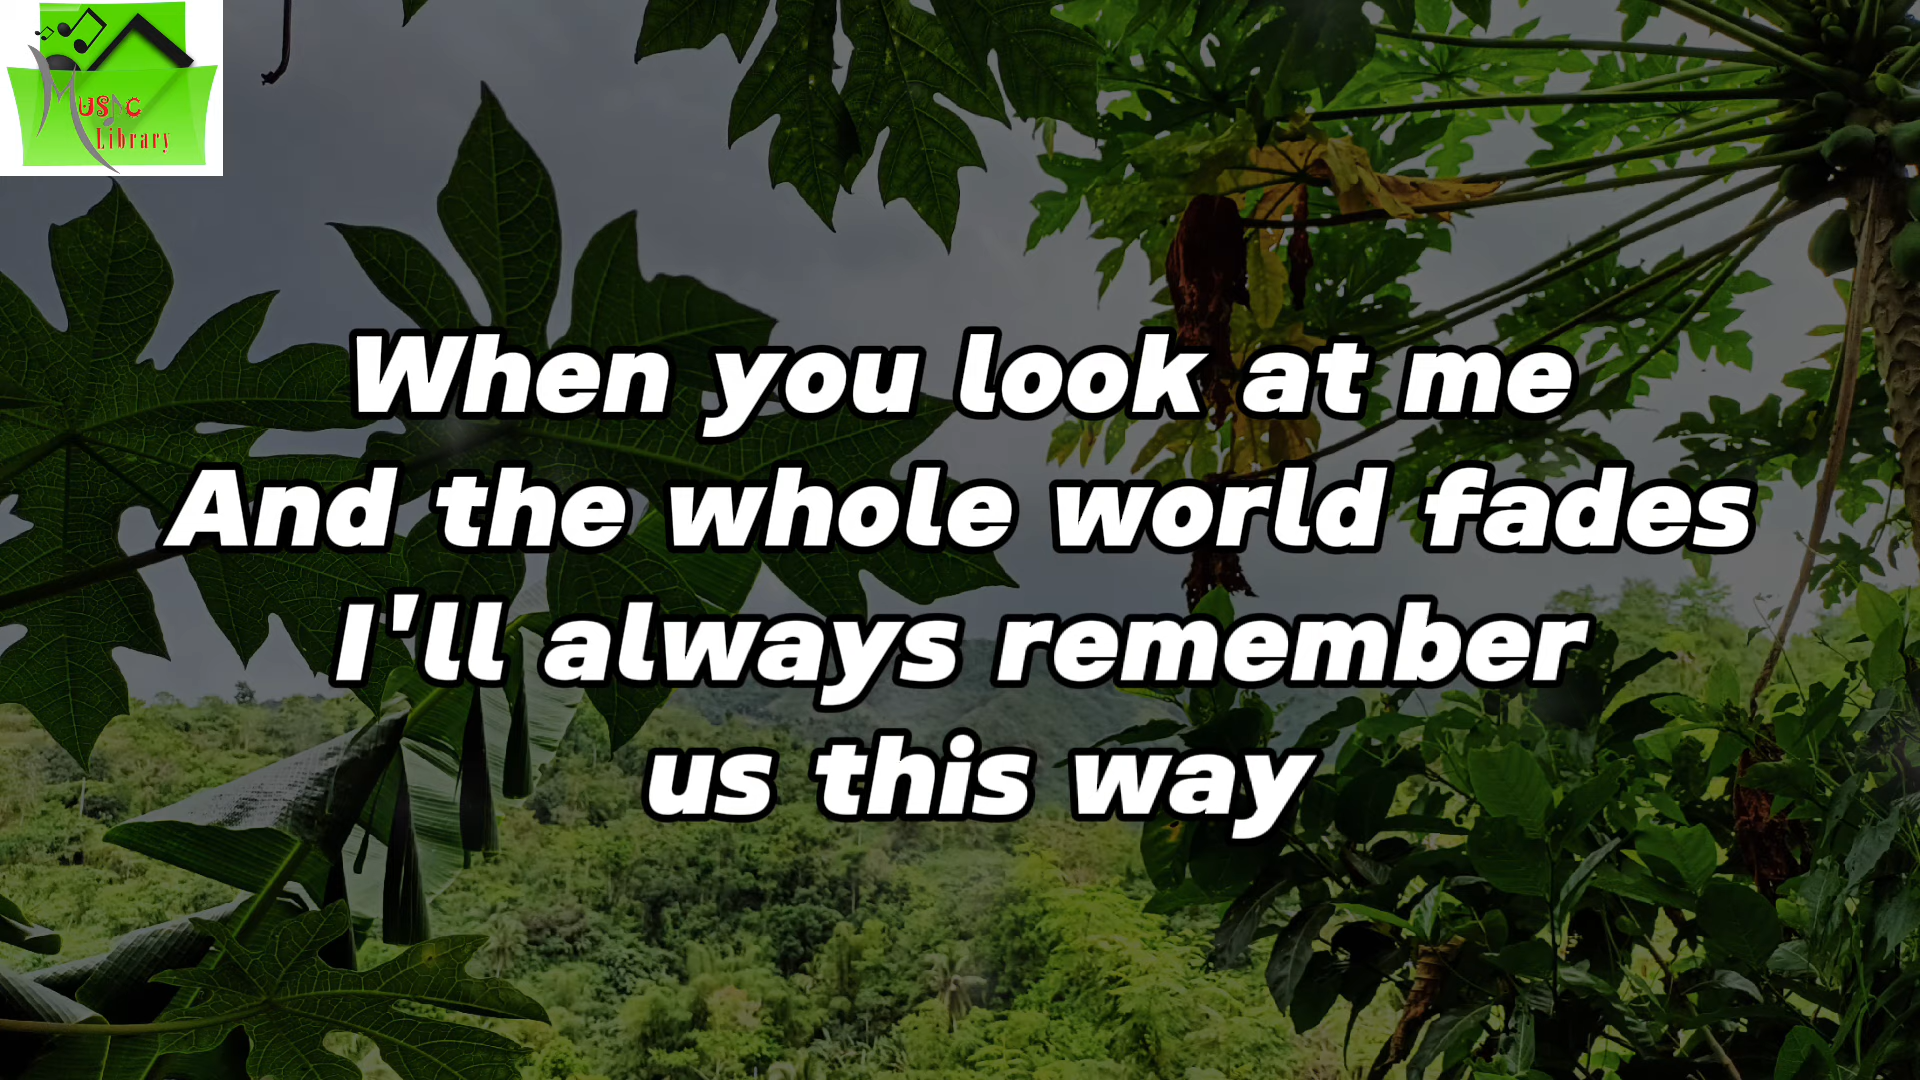 Music
Library
When you look at me
And the whole world fades
I'll always remember
us this way